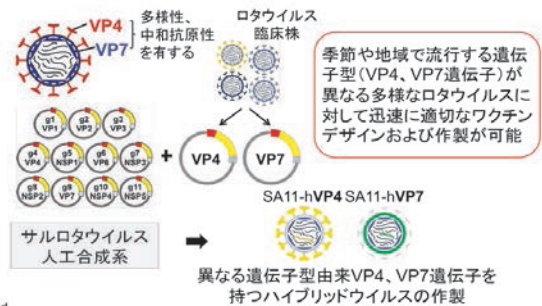 VP4
VP7
多様性、
中和抗原性
を有する
ロタウイルス
臨床株
季節や地域で流行する遺伝
子型(VP4、VP7遺伝子)が
異なる多様なロタウイルスに
対して迅速に適切なワクチン
デザインおよび作製が可能
g1
VP1
g2
VP2
g3
VP3
g4
VP4
g5
NSP1
g6
VP6
g7
NSP3
g8
NSP2
g9
VP7
g10
NSP4
g11
NSP5
+
VP4
VP7
サルロタウイルス
人工合成系
SA11-hVP4 SA11-hVP7
異なる遺伝子型由来VP4、VP7遺伝子を
持つハイブリッドウイルスの作製